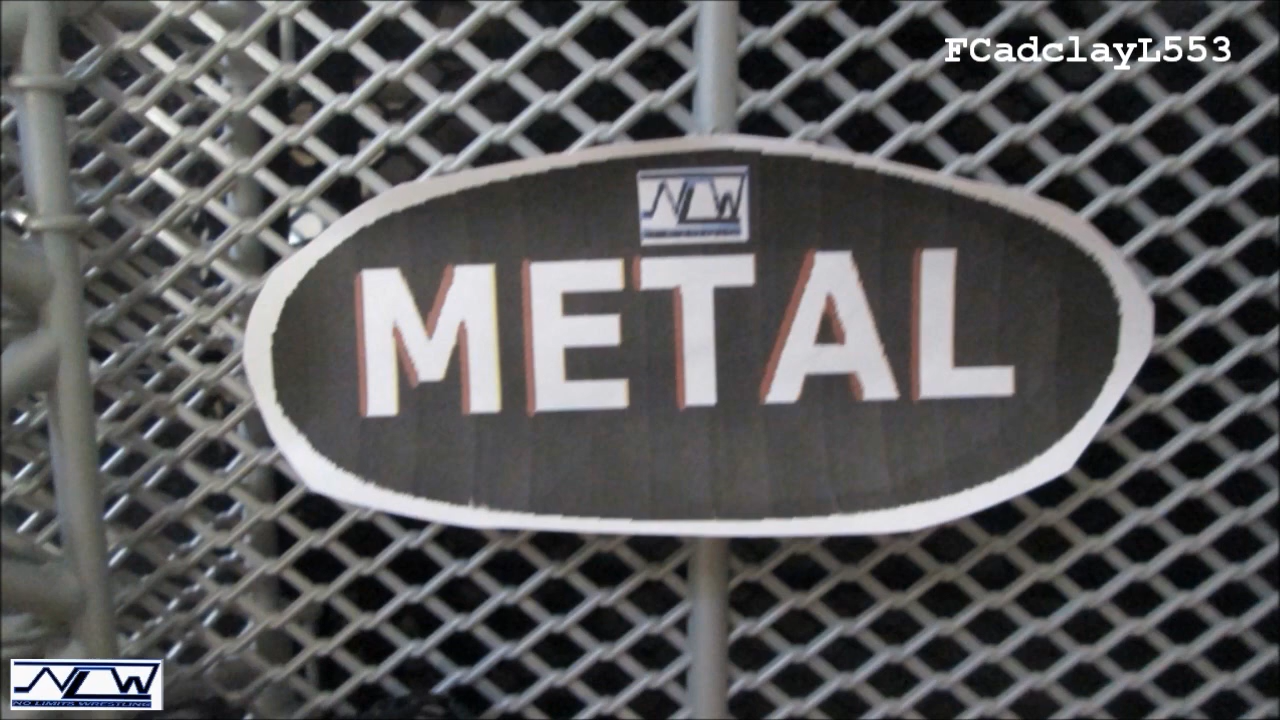 FCadclayL553
NLW
METAL
NLW
NO LIMITS WRESTLING